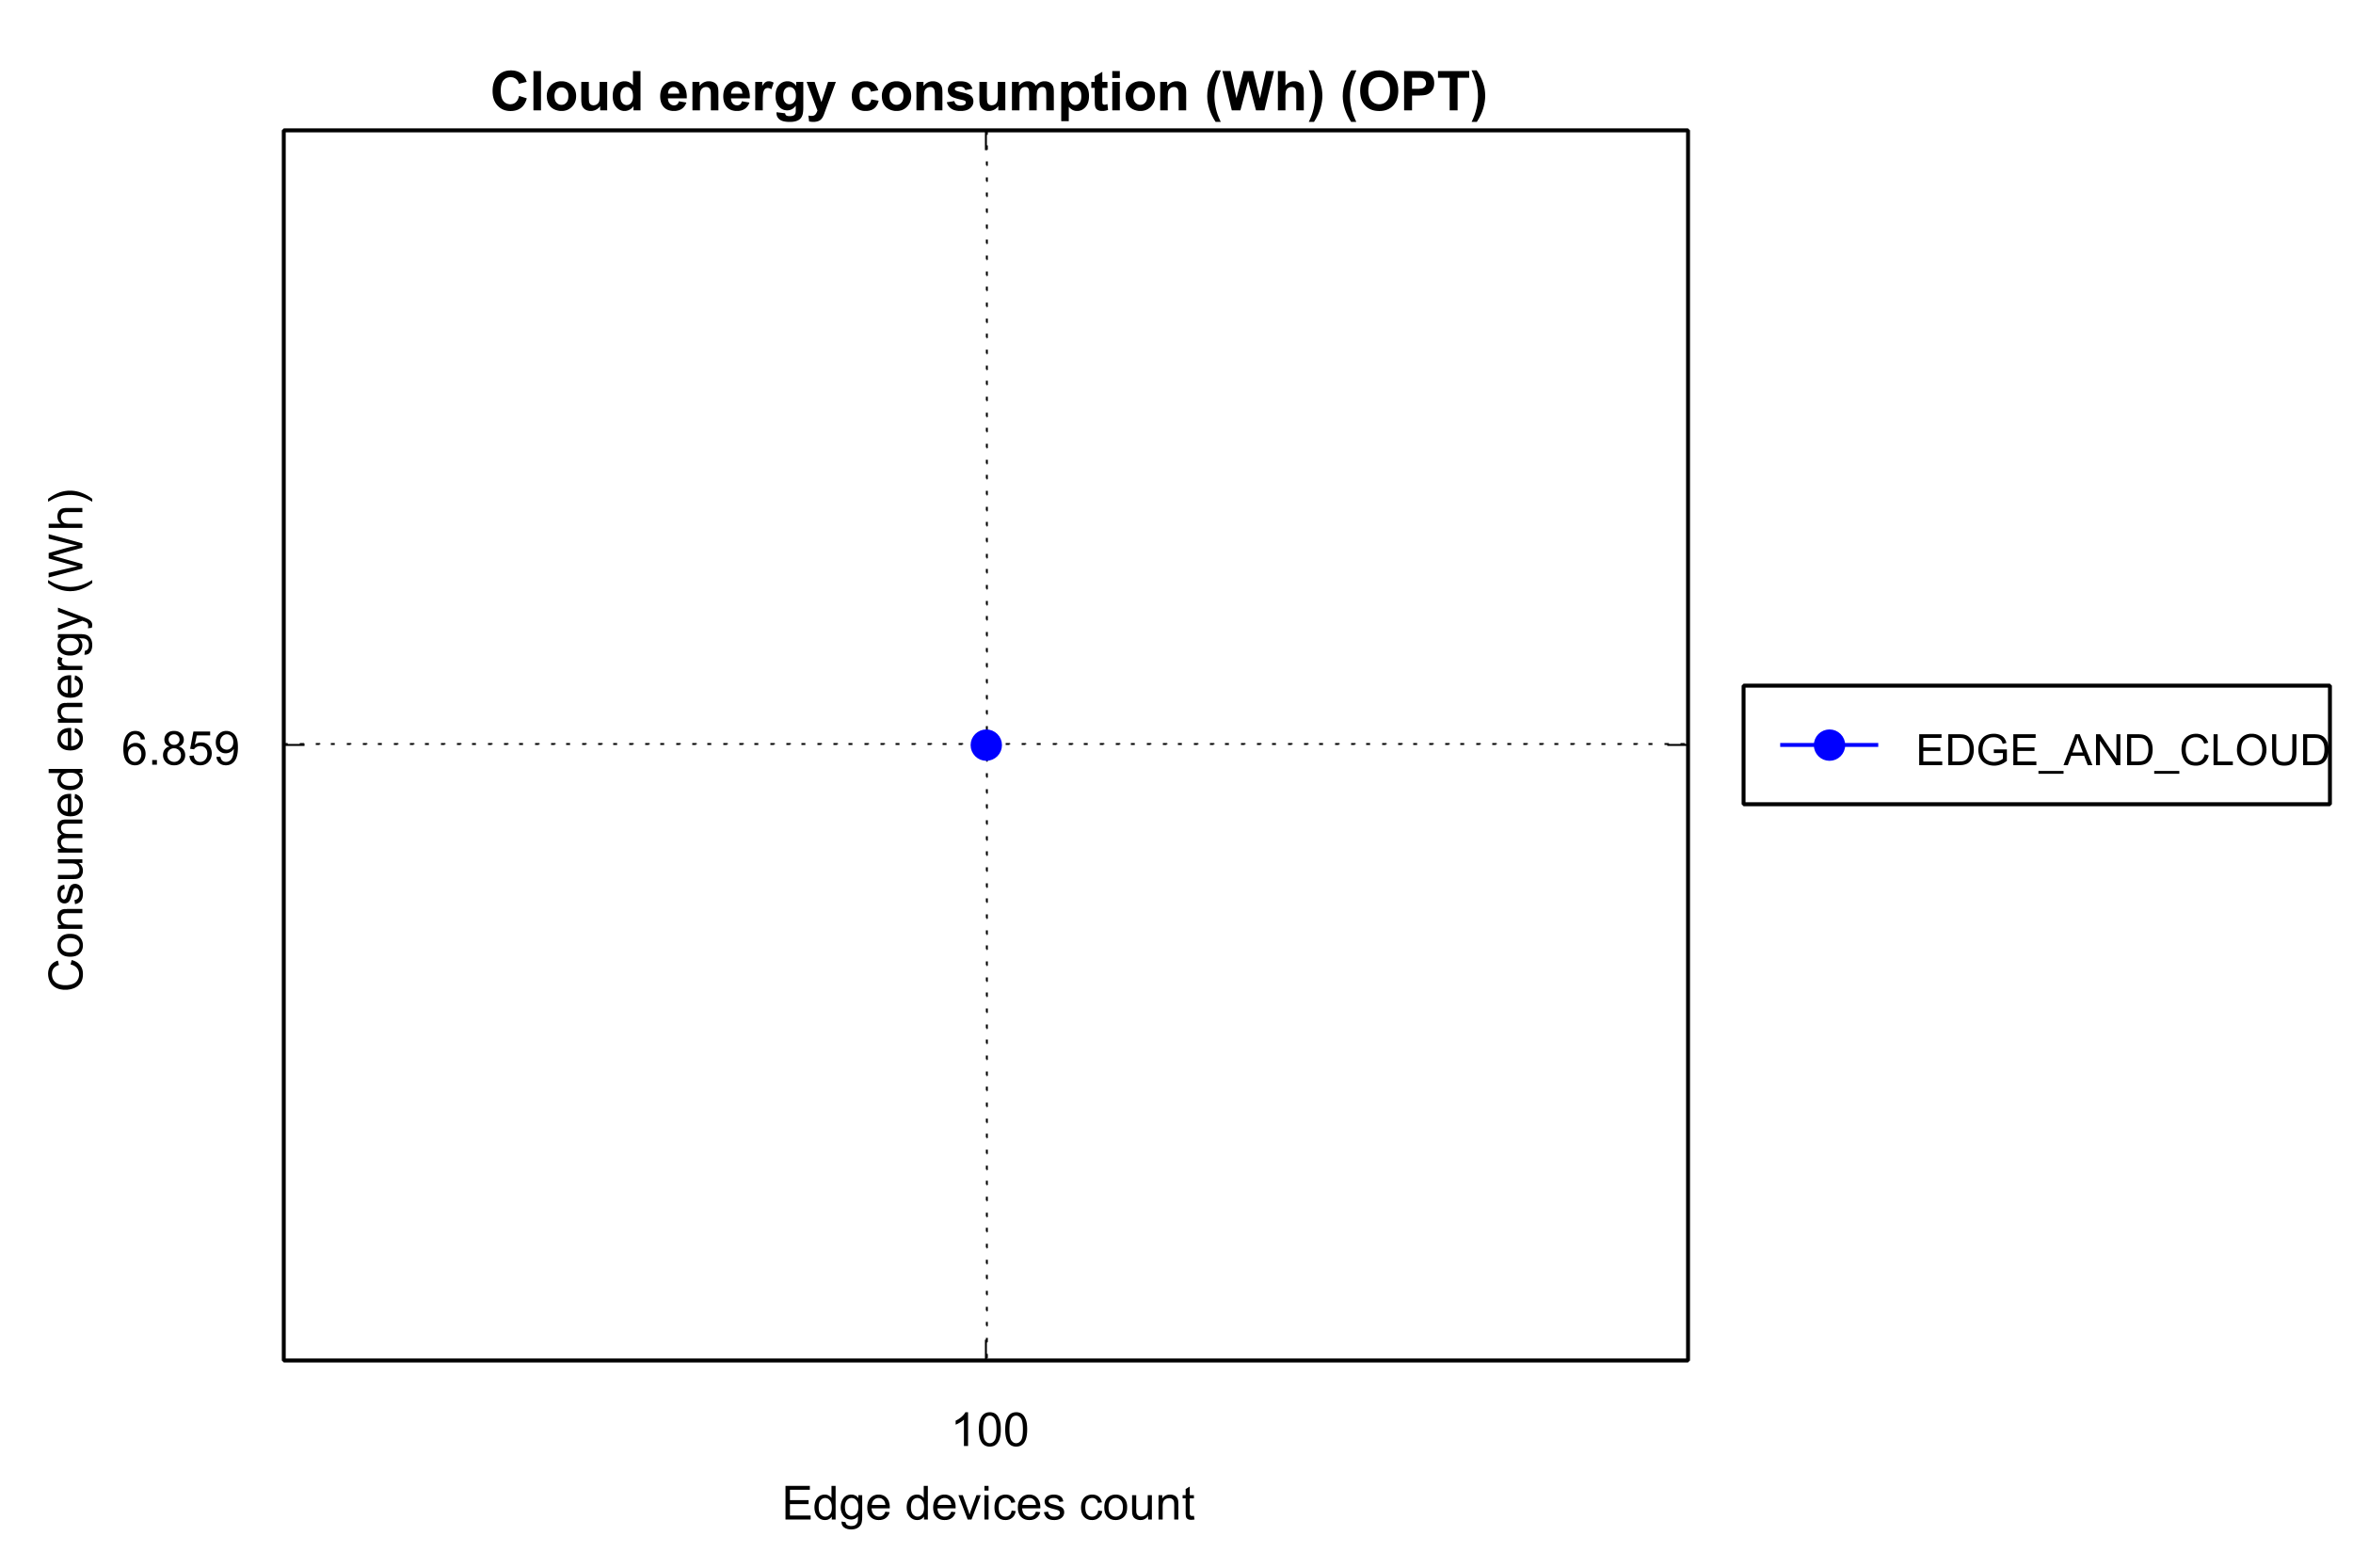 Cloud energy consumption (Wh) (OPT)
Consumed energy (Wh)
6.859
EDGE_AND_CLOUD
100
Edge devices count